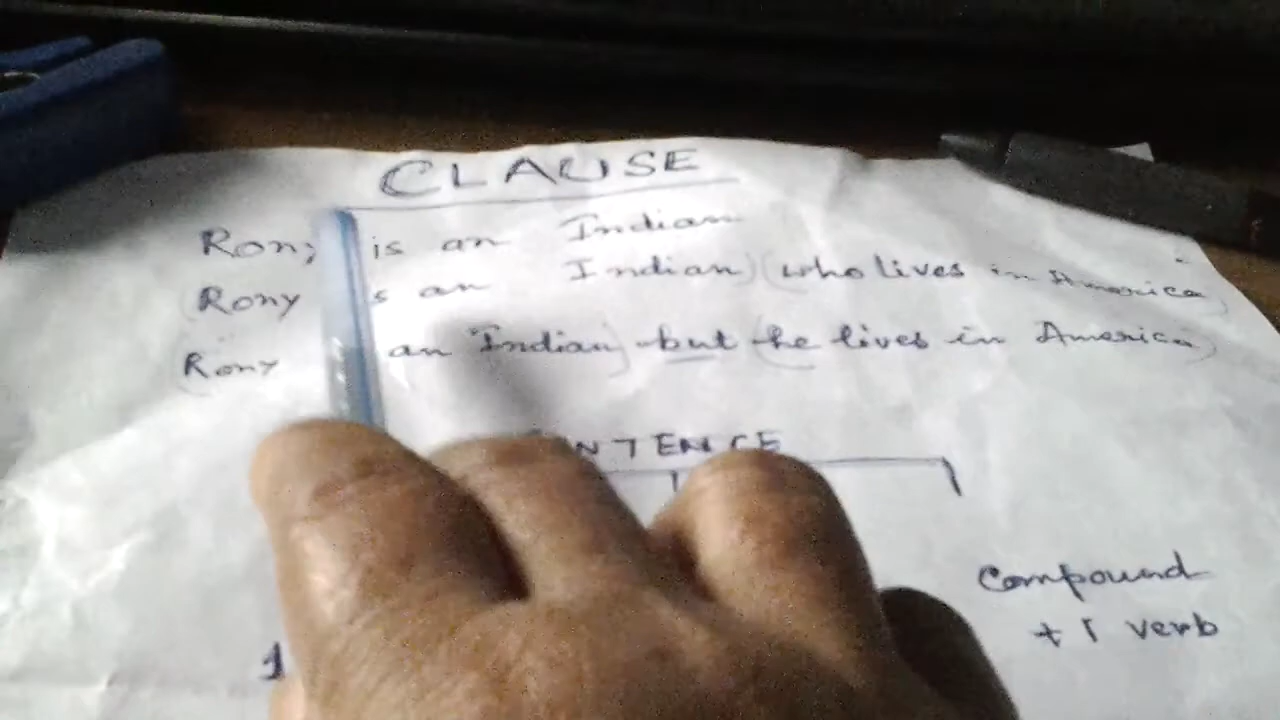 CLAUSE
Rony is an Indian
(Rony s an Indian) (who lives in America)
(Rony an Indian) but (he lives in America)
NTENCE
Compound
1 + 1 verb